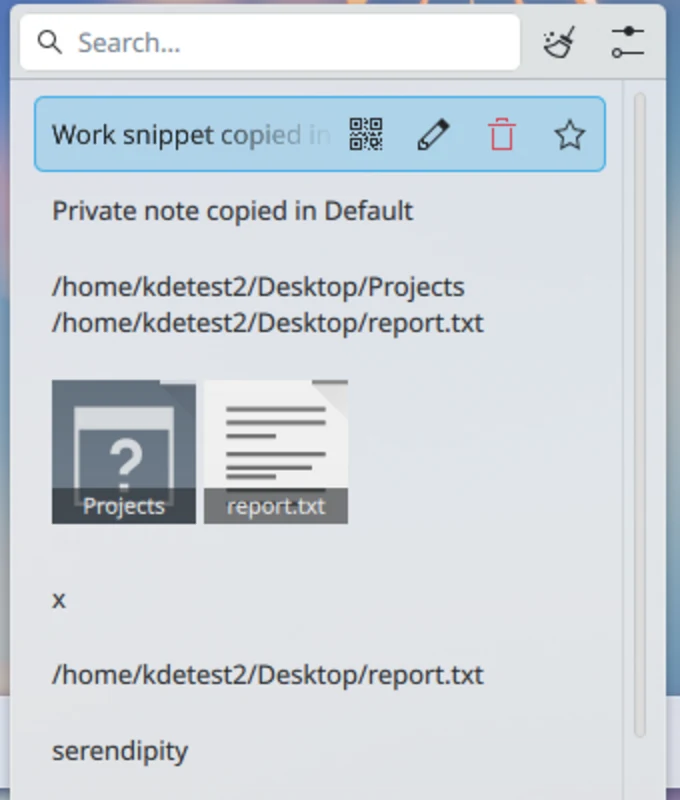 Search...
Work snippet copied in
Private note copied in Default
/home/kdetest2/Desktop/Projects
/home/kdetest2/Desktop/report.txt
Projects
report.txt
x
/home/kdetest2/Desktop/report.txt
serendipity